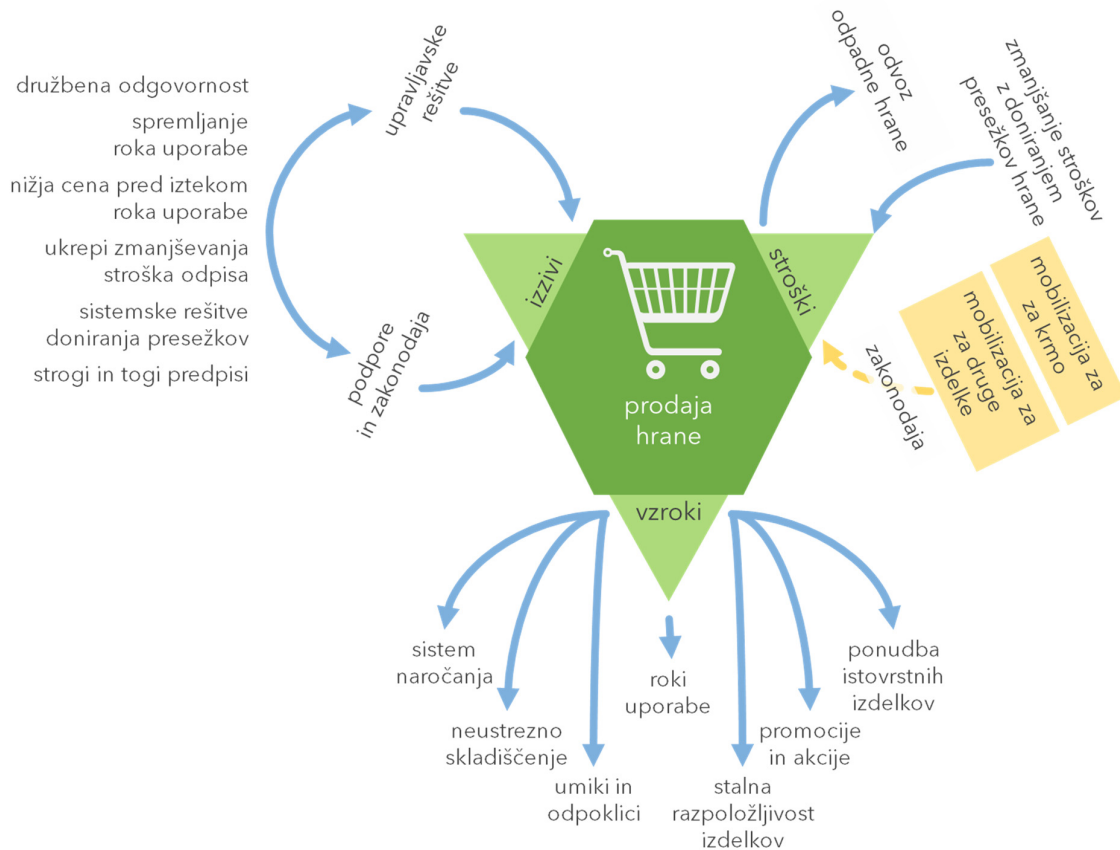 družbena odgovornost
spremljanje
roka uporabe
nižja cena pred iztekom
roka uporabe
ukrepi zmanjševanja
stroška odpisa
sistemske rešitve
doniranja presežkov
strogi in togi predpisi
upravljavske
rešitve
podpore
in zakonodaja
izzivi
stroški
prodaja
hrane
vzroki
odvoz
odpadne hrane
zmanjšanje stroškov
z doniranjem
presežkov hrane
zakonodaja
mobilizacija za
za druge
izdelke
mobilizacija za
za krmo
sistem
naročanja
neustrezno
skladiščenje
umiki in
odpoklici
roki
uporabe
stalna
razpoložljivost
izdelkov
promocije
in akcije
ponudba
istovrstnih
izdelkov